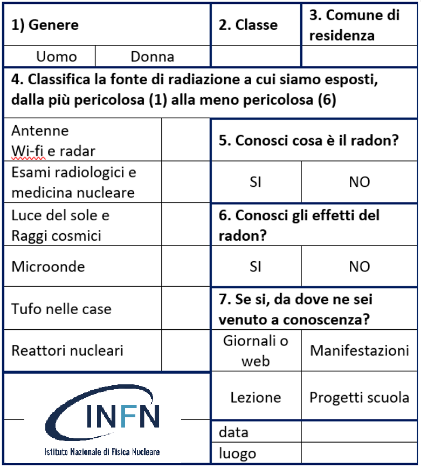 1) Genere
2. Classe
3. Comune di
residenza
Uomo
Donna
4. Classifica la fonte di radiazione a cui siamo esposti,
dalla più pericolosa (1) alla meno pericolosa (6)
Antenne
Wi-fi e radar
Esami radiologici e
medicina nucleare
Luce del sole e
Raggi cosmici
Microonde
Tufo nelle case
Reattori nucleari
5. Conosci cosa è il radon?
SI
NO
6. Conosci gli effetti del
radon?
SI
NO
7. Se si, da dove ne sei
venuto a conoscenza?
Giornali o
web
Manifestazioni
Lezione
Progetti scuola
INFN
Istituto Nazionale di Fisica Nucleare
data
luogo